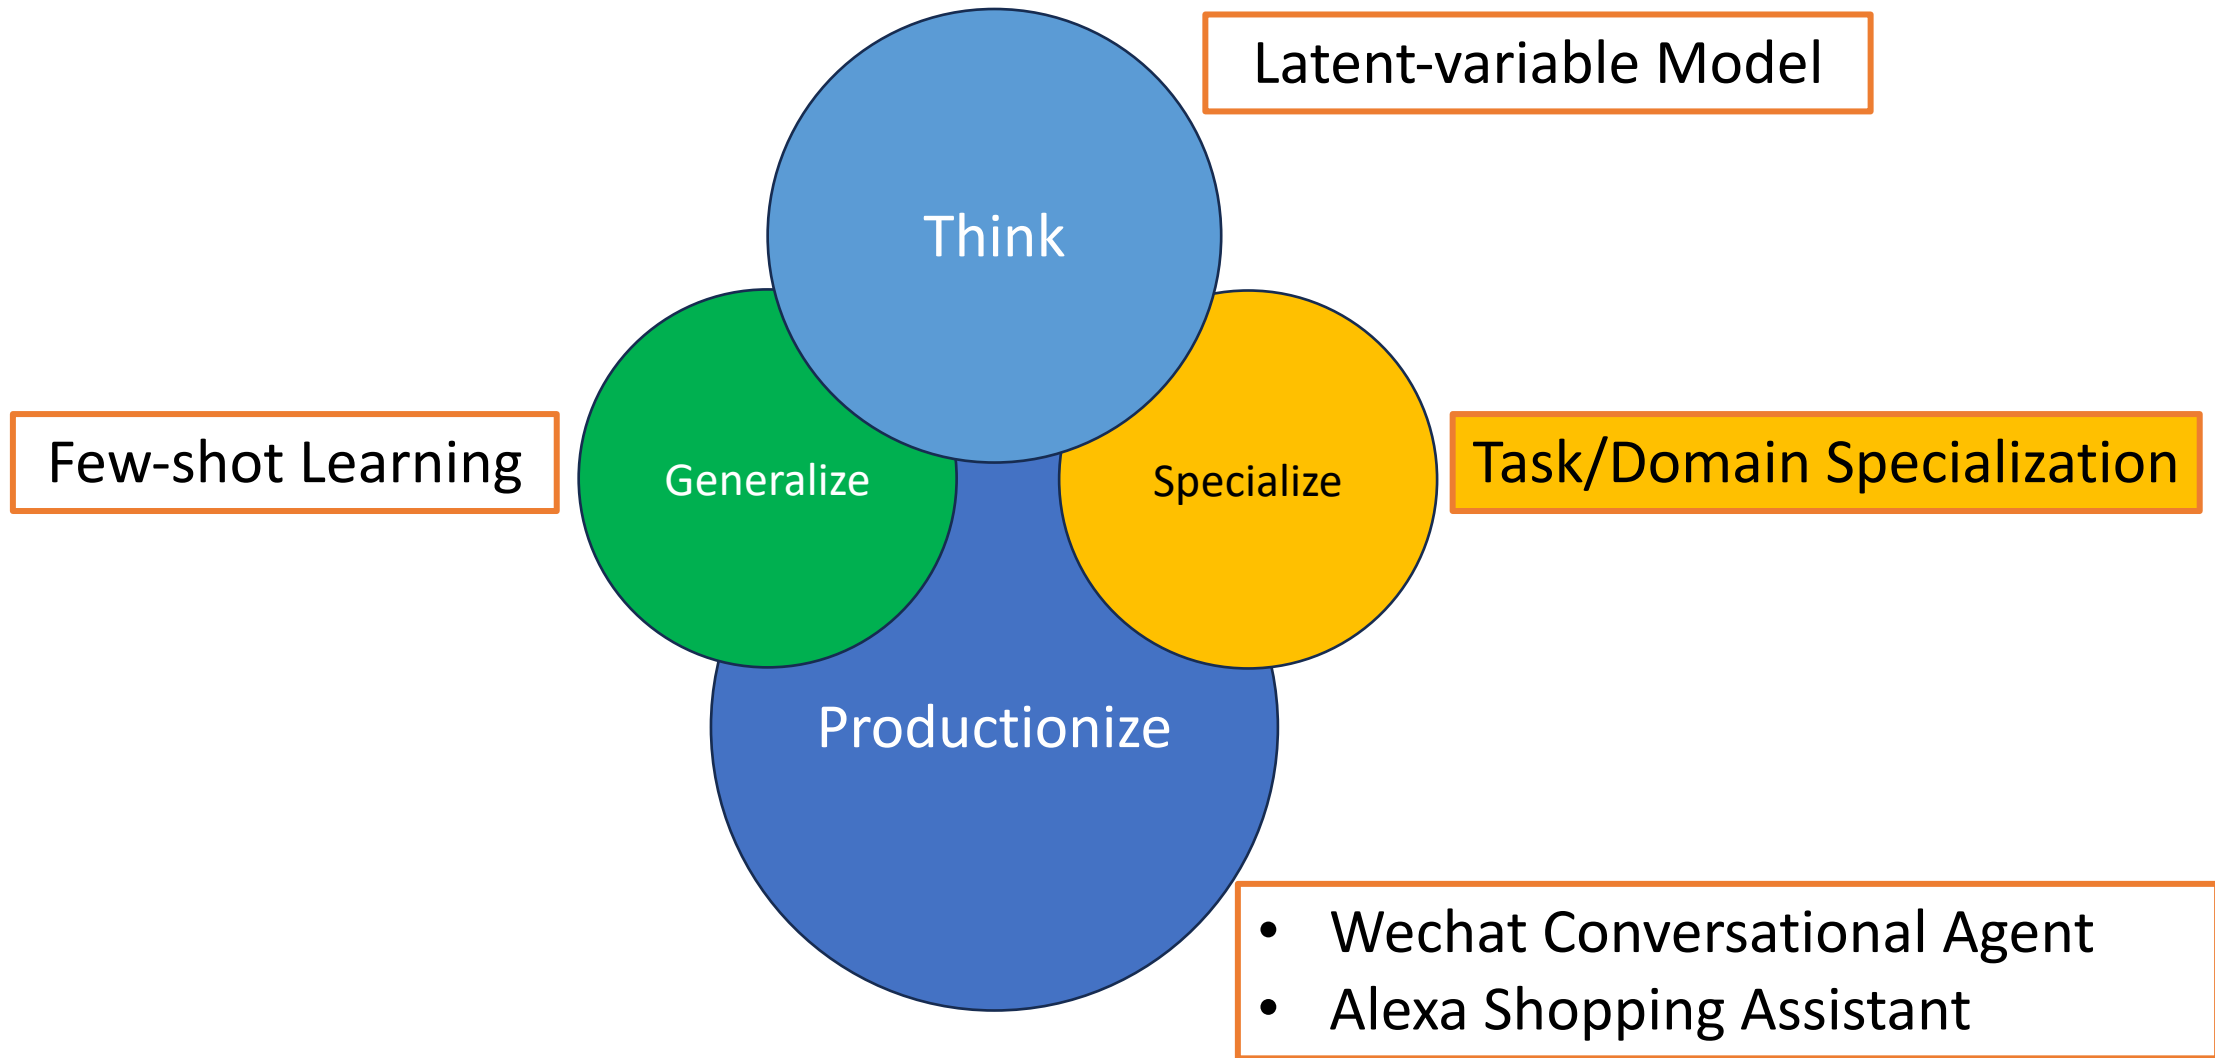 Latent-variable Model
Think
Few-shot Learning
Generalize
Specialize
Task/Domain Specialization
Productionize
• Wechat Conversational Agent
• Alexa Shopping Assistant